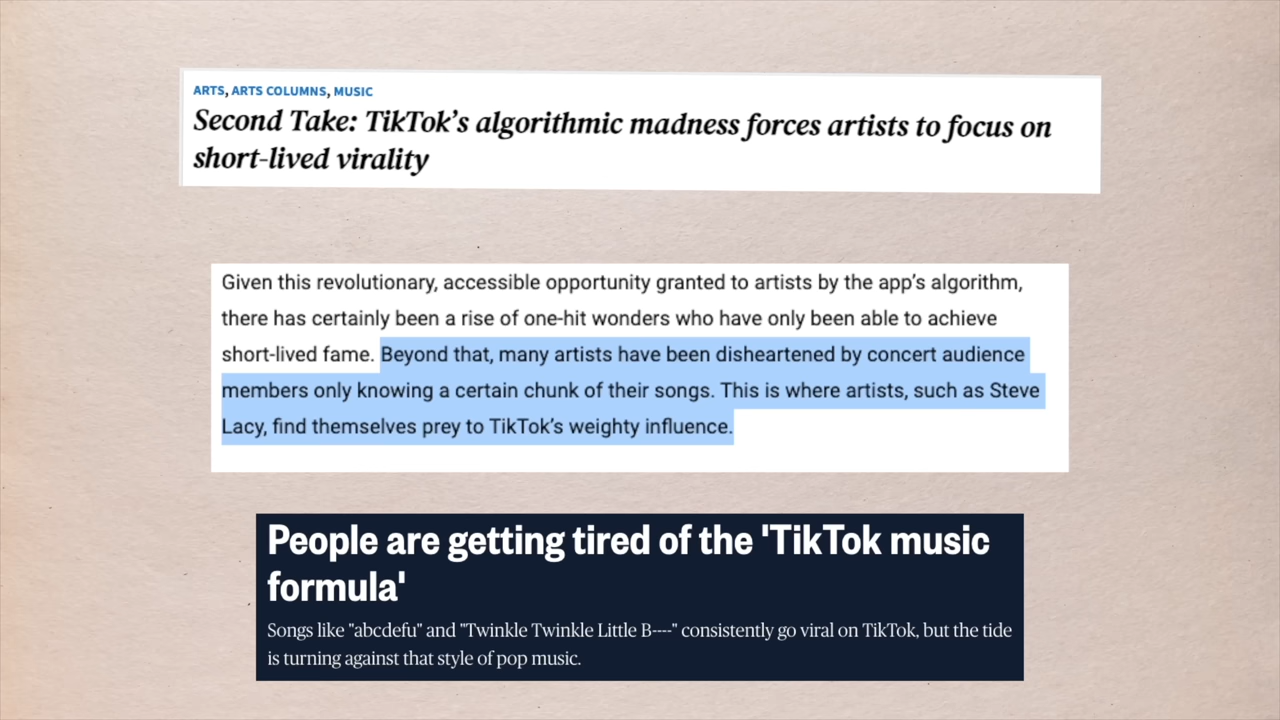 ARTS, ARTS COLUMNS, MUSIC
Second Take: TikTok’s algorithmic madness forces artists to focus on
short-lived virality
Given this revolutionary, accessible opportunity granted to artists by the app’s algorithm,
there has certainly been a rise of one-hit wonders who have only been able to achieve
short-lived fame. Beyond that, many artists have been disheartened by concert audience
members only knowing a certain chunk of their songs. This is where artists, such as Steve
Lacy, find themselves prey to TikTok’s weighty influence.
People are getting tired of the 'TikTok music
formula'
Songs like "abcdefu" and "Twinkle Twinkle Little B----" consistently go viral on TikTok, but the tide
is turning against that style of pop music.